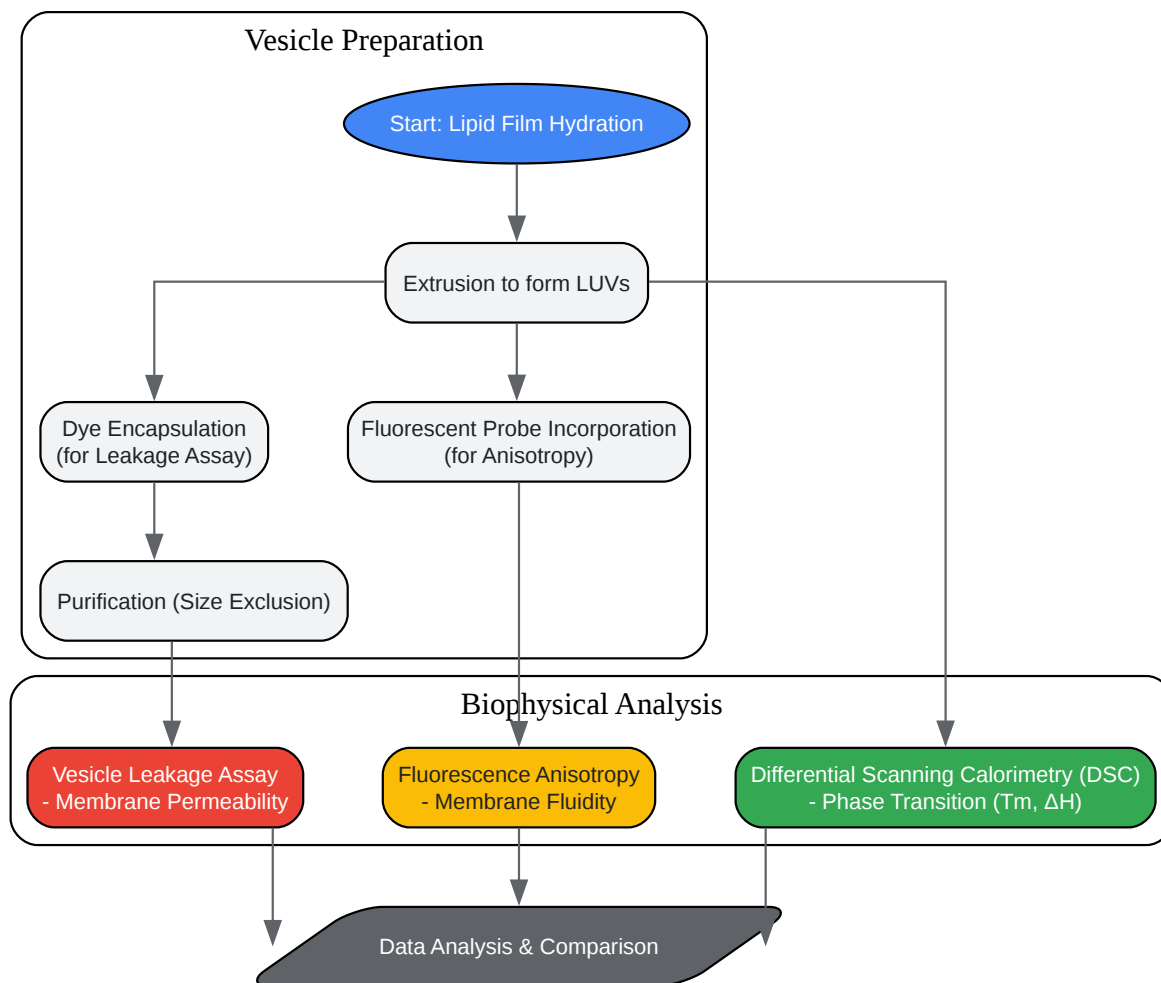 Vesicle Preparation
Start: Lipid Film Hydration
Extrusion to form LUVs
Dye Encapsulation
(for Leakage Assay)
Fluorescent Probe Incorporation
(for Anisotropy)
Purification (Size Exclusion)
Biophysical Analysis
Vesicle Leakage Assay
- Membrane Permeability
Fluorescence Anisotropy
- Membrane Fluidity
Differential Scanning Calorimetry (DSC)
- Phase Transition (Tm, ΔH)
Data Analysis & Comparison